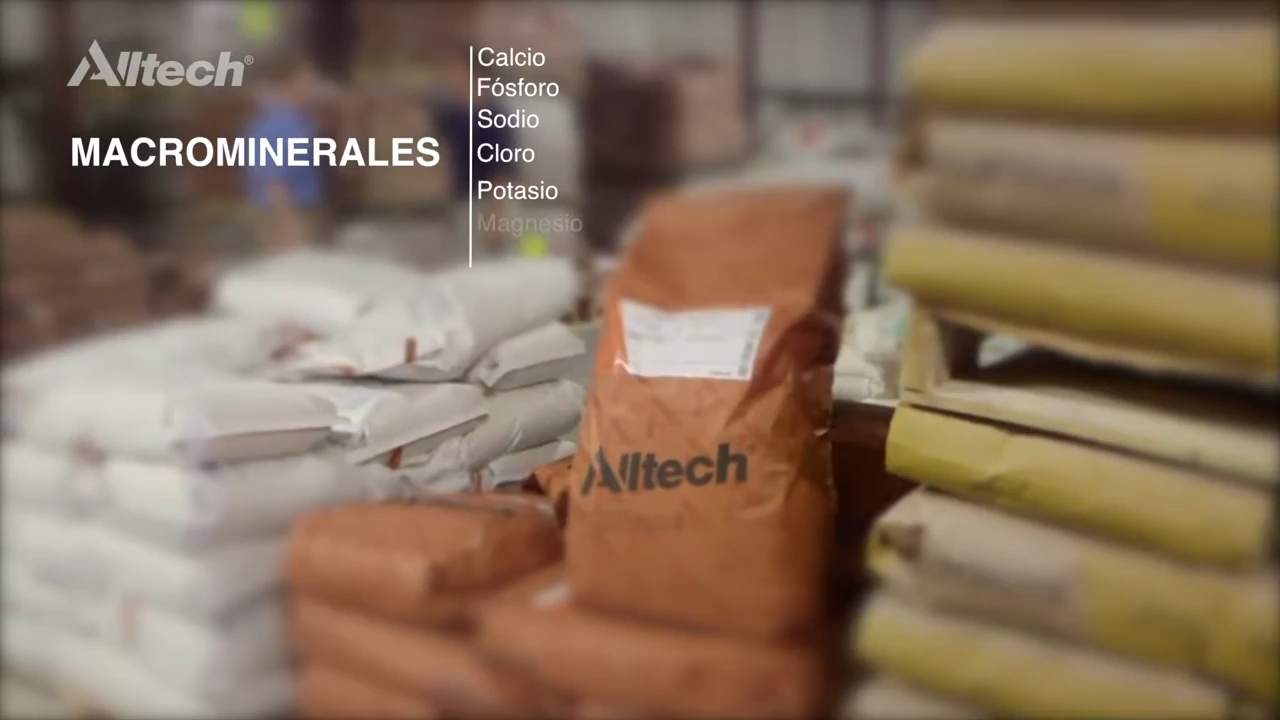 Alltech®
MACROMINERALES
Calcio
Fósforo
Sodio
Cloro
Potasio
Magnesio
Alltech